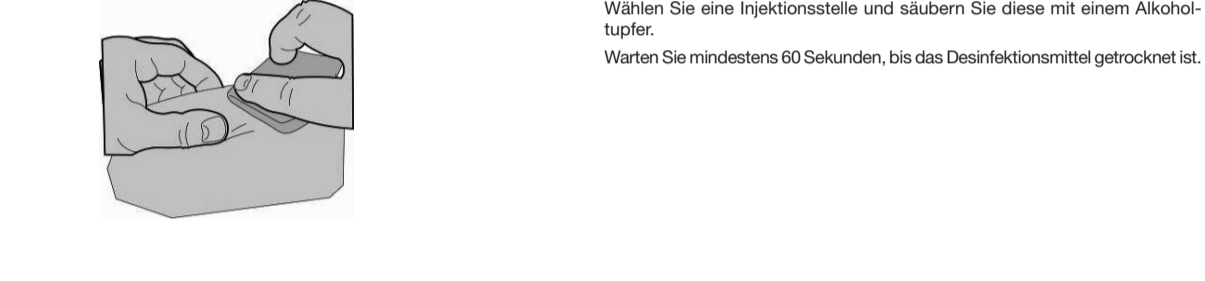 Wählen Sie eine Injektionsstelle und säubern Sie diese mit einem Alkohol-
tupfer.
Warten Sie mindestens 60 Sekunden, bis das Desinfektionsmittel getrocknet ist.